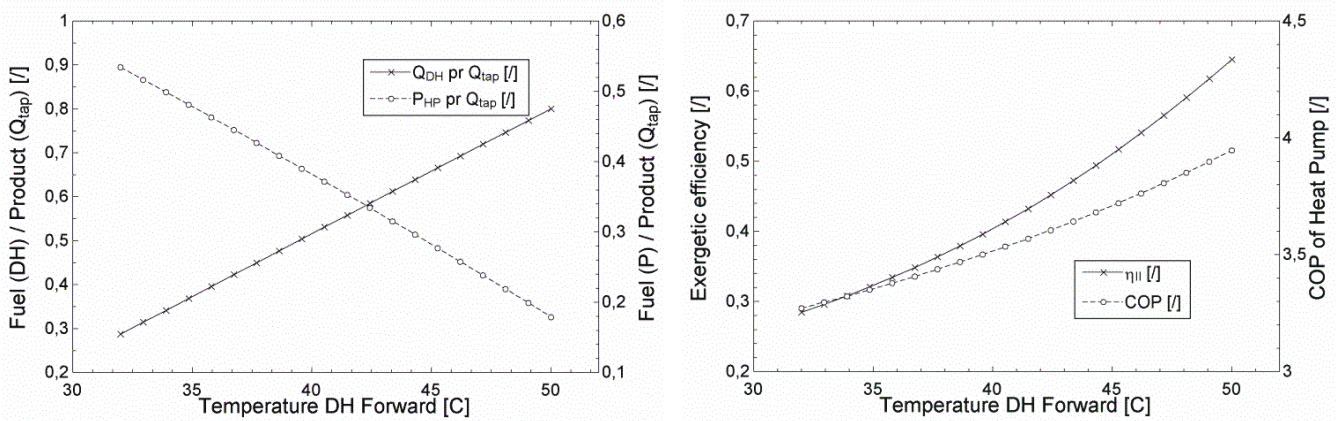 1
0,9
0,8
0,7
0,6
0,5
0,4
0,3
0,2
Fuel (DH) / Product (Qtap) [/]
QDH pr Qtap [/]
PHP pr Qtap [/]
0,6
0,5
0,4
0,3
0,2
0,1
Fuel (P) / Product (Qtap) [/]
30 35 40 45 50
Temperature DH Forward [C]
0,7
0,6
0,5
0,4
0,3
0,2
Exergetic efficiency [/]
ηII [/]
COP [/]
4,5
4
3,5
3
COP of Heat Pump [/]
30 35 40 45 50
Temperature DH Forward [C]